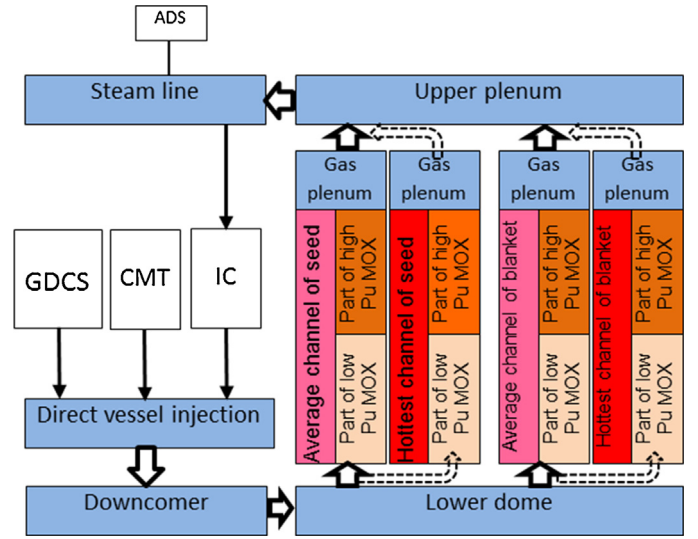 ADS
Steam line
Upper plenum
Gas
plenum
Gas
plenum
Gas
plenum
Gas
plenum
GDCS
CMT
IC
Average channel of seed
Part of high
Pu MOX
Part of low
Pu MOX
Hottest channel of seed
Part of high
Pu MOX
Part of low
Pu MOX
Average channel of blanket
Part of high
Pu MOX
Part of low
Pu MOX
Hottest channel of blanket
Part of high
Pu MOX
Part of low
Pu MOX
Direct vessel injection
Downcomer
Lower dome